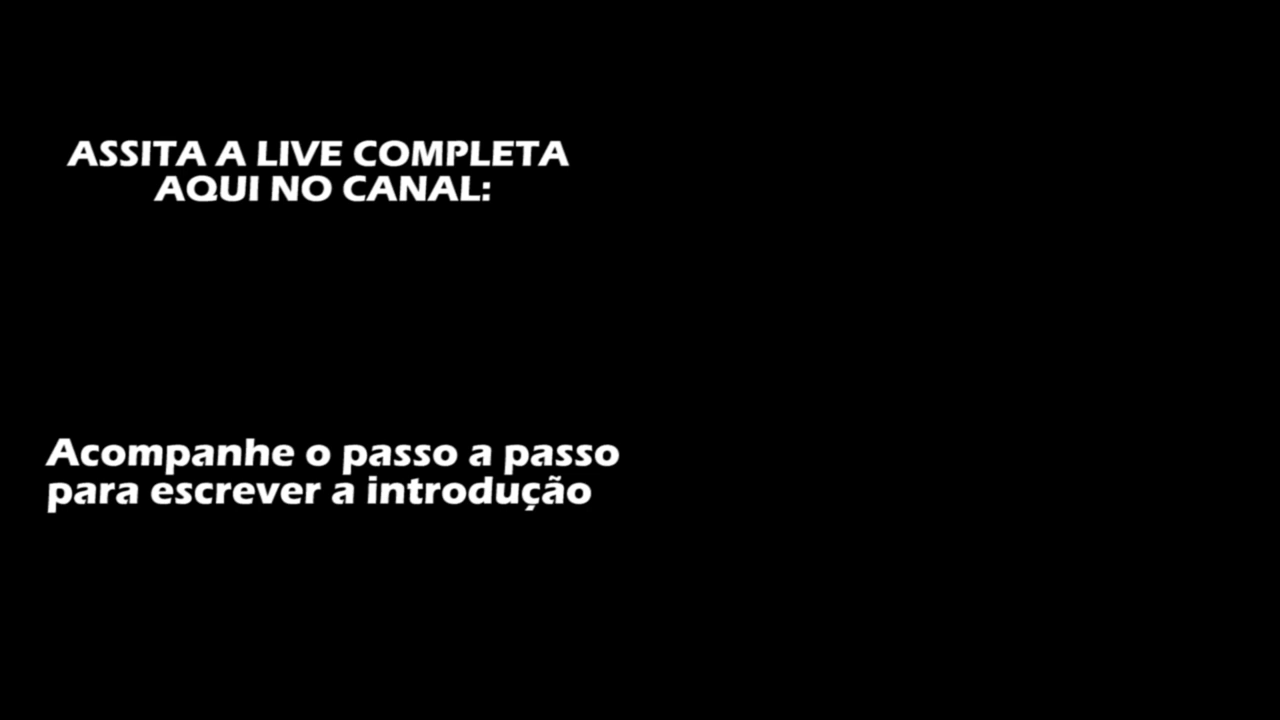 ASSITA A LIVE COMPLETA
AQUI NO CANAL:
Acompanhe o passo a passo
para escrever a introdução